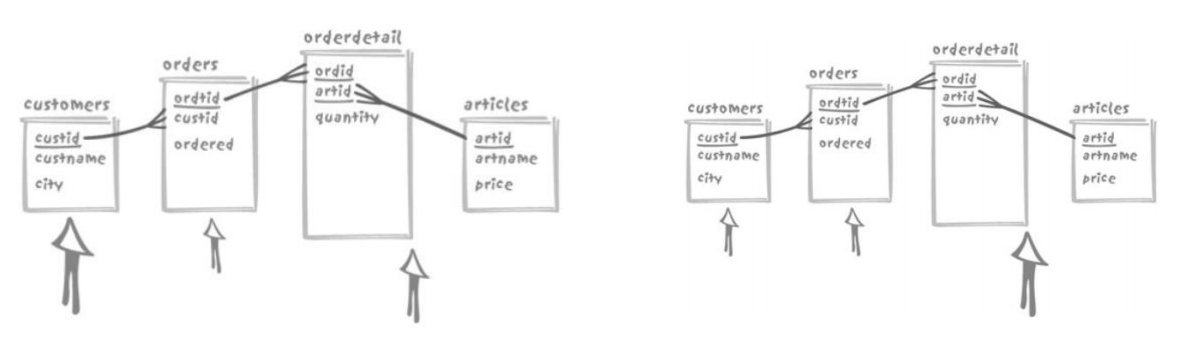 orderdetail
orders
customers
articles
ordid
artid
quantity
ordtid
custid
ordered
custid
custname
city
artid
artname
price
orderdetail
orders
customers
articles
ordid
artid
quantity
ordtid
custid
ordered
custid
custname
city
artid
artname
price